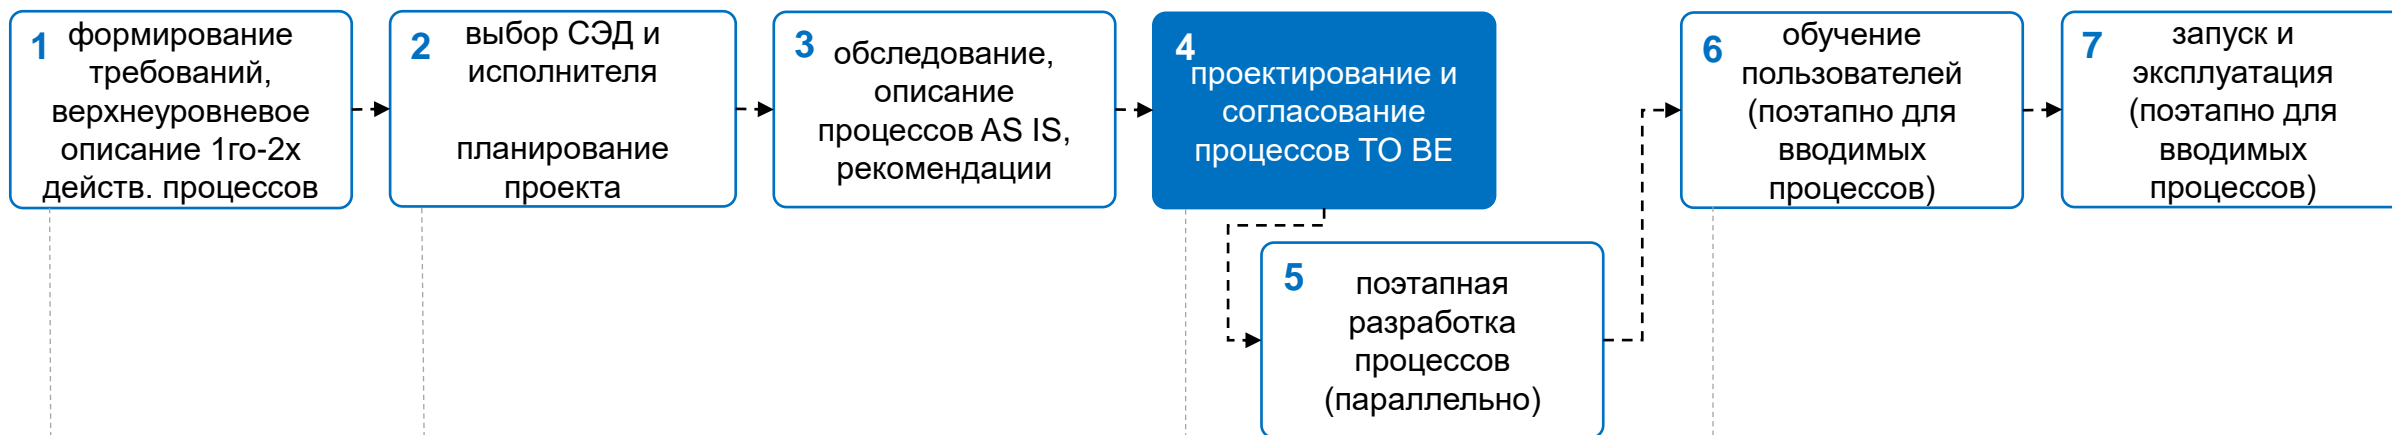 1
формирование
требований,
верхнеуровневое
описание 1го-2х
действ. процессов
2
выбор СЭД и
исполнителя
планирование
проекта
3
обследование,
описание
процессов AS IS,
рекомендации
4
проектирование и
согласование
процессов TO BE
5
поэтапная
разработка
процессов
(параллельно)
6
обучение
пользователей
(поэтапно для
вводимых
процессов)
7
запуск и
эксплуатация
(поэтапно для
вводимых
процессов)